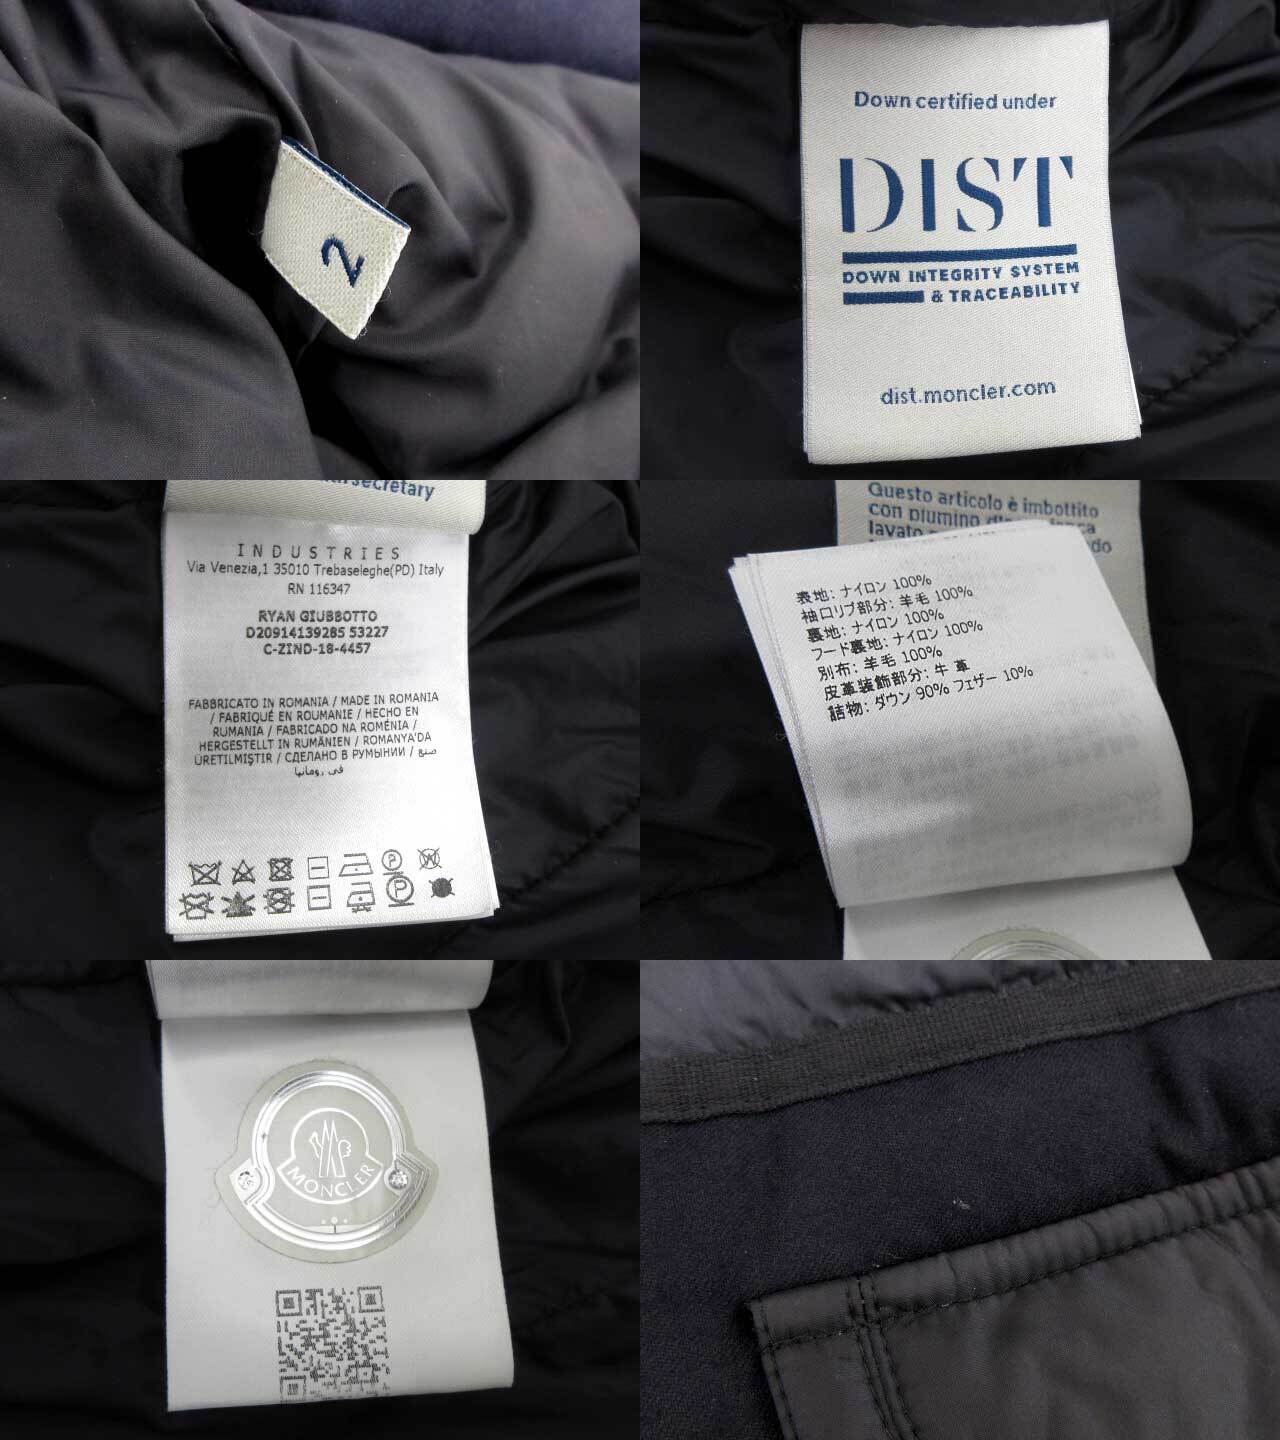 2
Down certified under
DIST
DOWN INTEGRITY SYSTEM
& TRACEABILITY
dist.moncler.com
secretary
INDUSTRIES
Via Venezia,1 35010 Trebaseleghe(PD) Italy
RN 116347
RYAN GIUBBOTTO
D20914139285 53227
C-ZIND-18-4457
FABBRICATO IN ROMANIA / MADE IN ROMANIA
/ FABRIQUÉ EN ROUMANIE / HECHO EN
RUMANIA / FABRICADO NA ROMÉNIA /
HERGESTELLT IN RUMÄNIEN / ROMANYA'DA
ÜRETILMIŞTIR / СДЕЛАНО В РУМЫНИИ / صنع
في رومانيا
Questo articolo è imbottito
con piumino
lavato
表地: ナイロン 100%
袖口リブ部分: 羊毛 100%
裏地: ナイロン 100%
フード裏地: ナイロン 100%
別布: 羊毛 100%
皮革装飾部分: 牛 革
詰物: ダウン 90% フェザー 10%
MONCLER